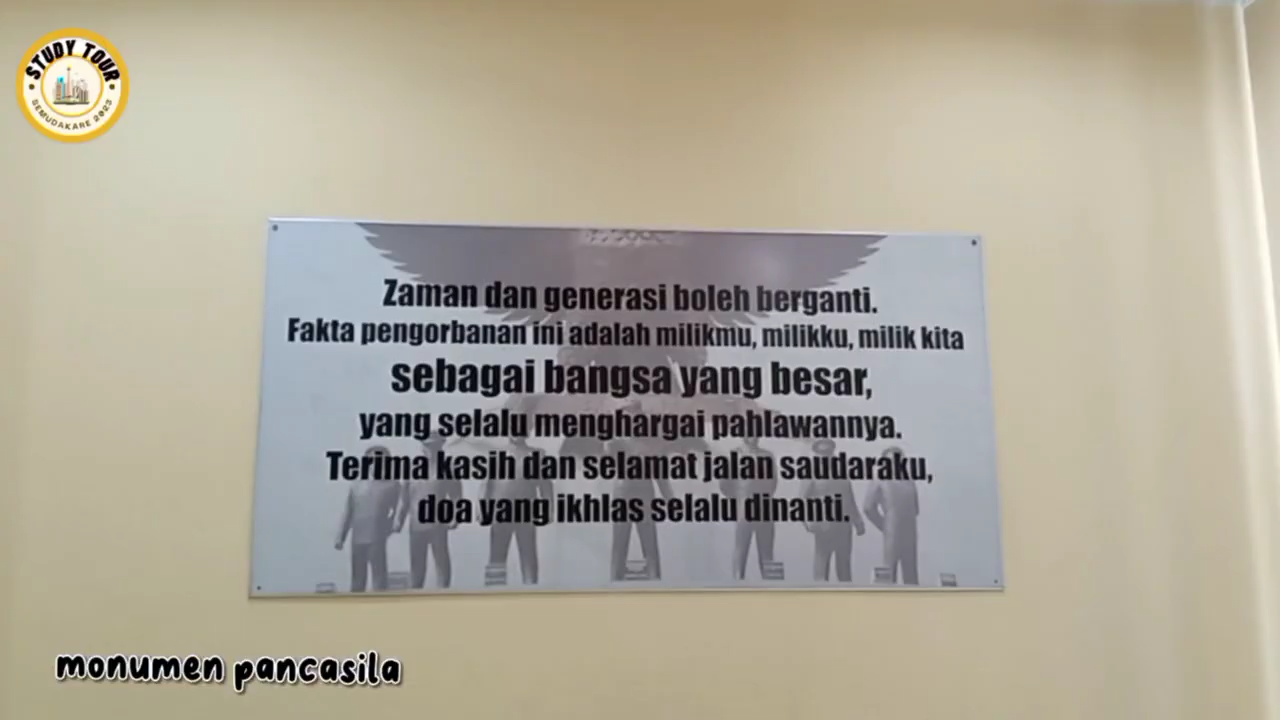 STUDY TOUR
SEMUDAKARE 2023
Zaman dan generasi boleh berganti.
Fakta pengorbanan ini adalah milikmu, milikku, milik kita
sebagai bangsa yang besar,
yang selalu menghargai pahlawannya.
Terima kasih dan selamat jalan saudaraku,
doa yang ikhlas selalu dinanti.
monumen pancasila